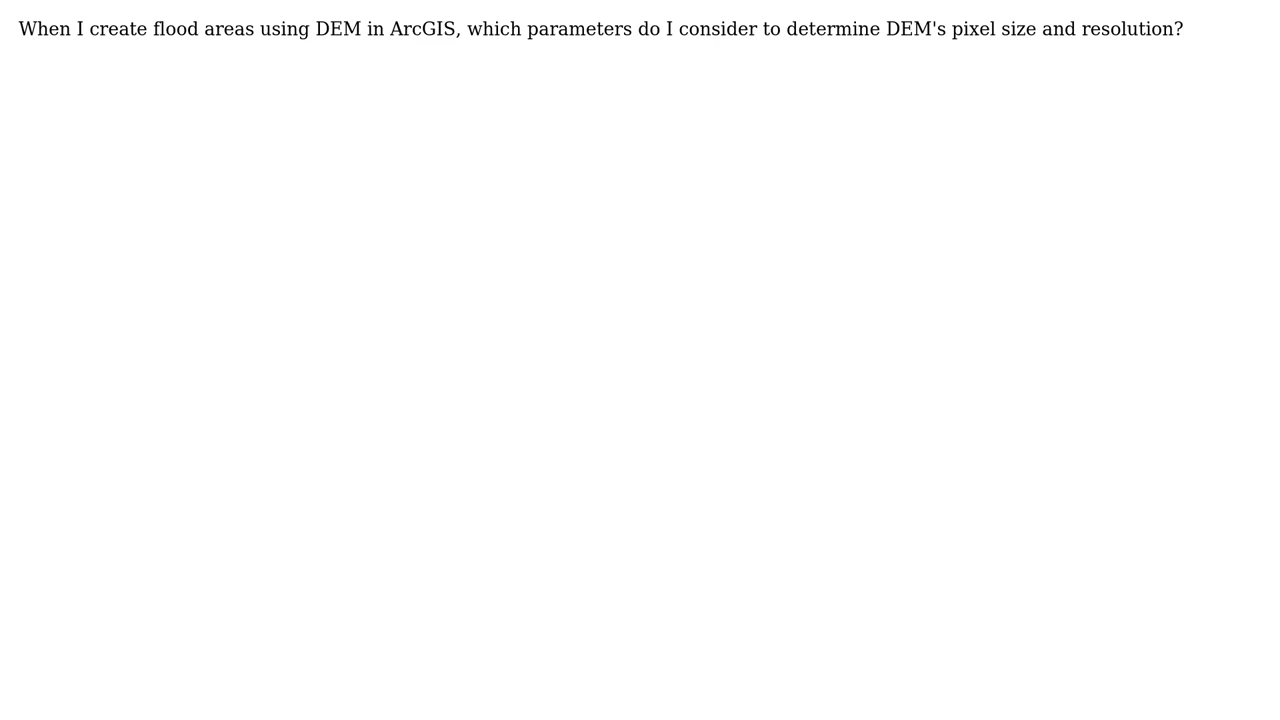 When I create flood areas using DEM in ArcGIS, which parameters do I consider to determine DEM's pixel size and resolution?